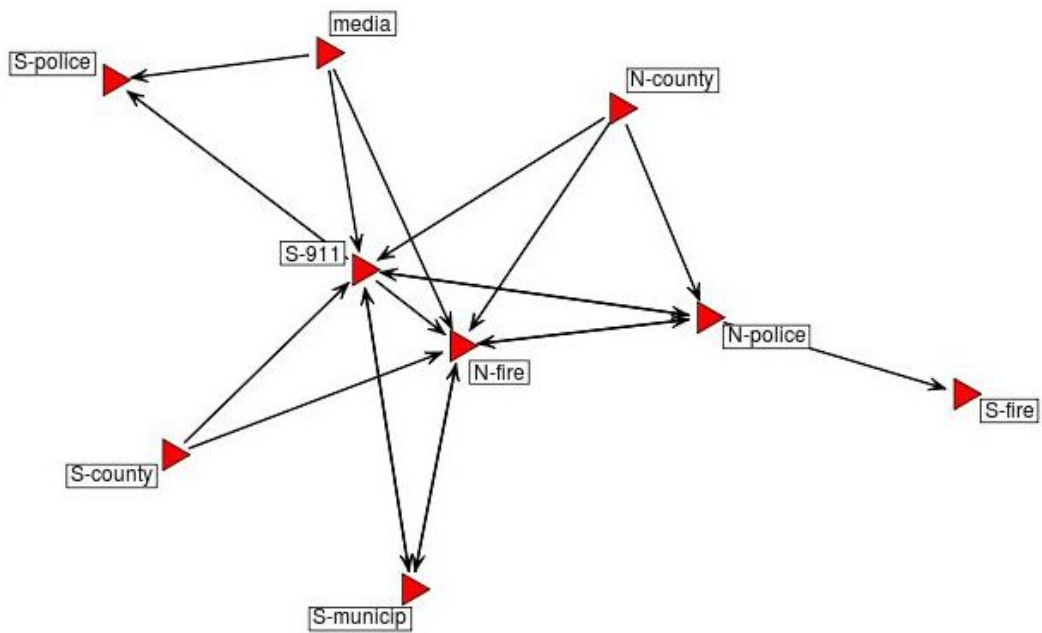 media
S-police
N-county
S-911
N-police
N-fire
S-fire
S-county
S-municip